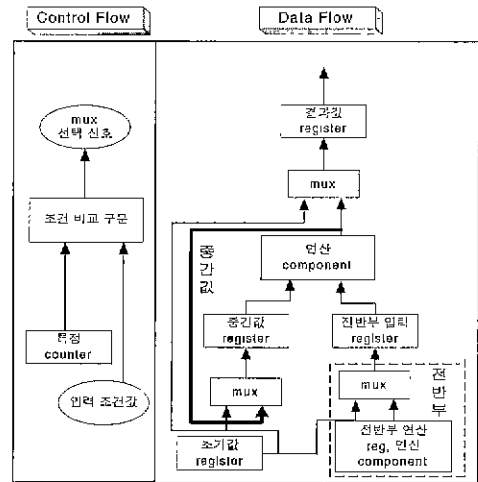 Control Flow
Data Flow
mux
선택 신호
조건 비교 구문
특정
counter
입력 조건값
결과값
register
mux
연산
component
중간값
중간값
register
전반부 입력
register
mux
mux
전반부
초기값
register
전반부 연산
reg, 연산
component